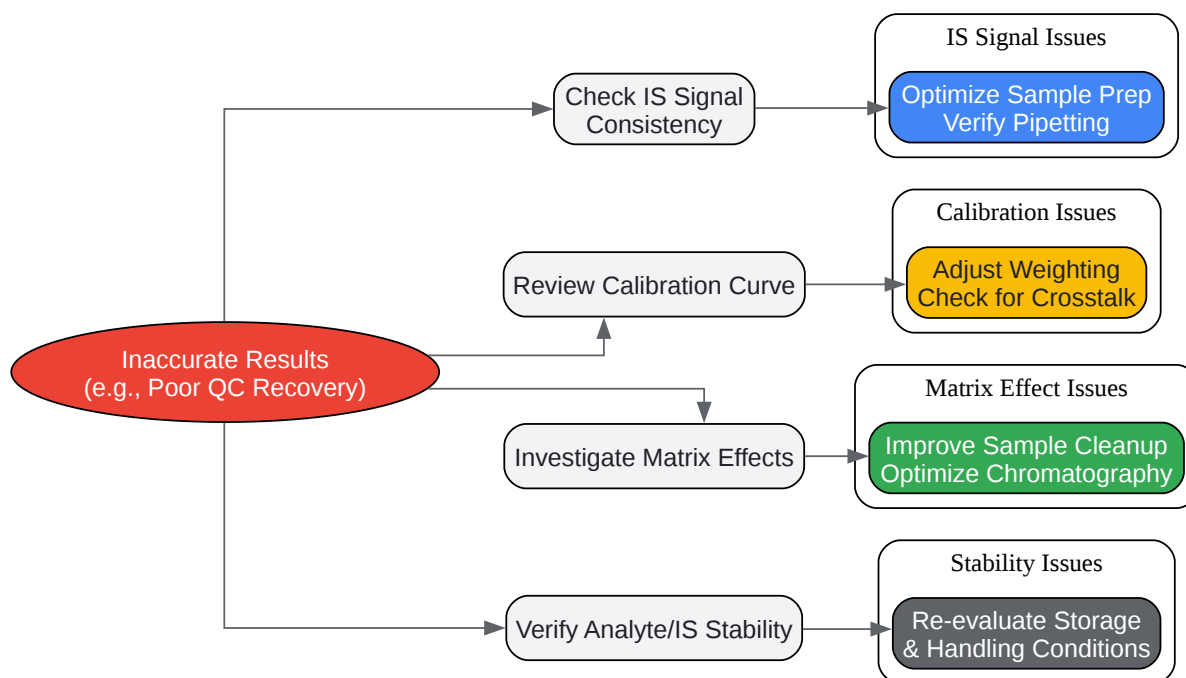 IS Signal Issues
Check IS Signal
Consistency
Optimize Sample Prep
Verify Pipetting
Calibration Issues
Review Calibration Curve
Adjust Weighting
Check for Crosstalk
Inaccurate Results
(e.g., Poor QC Recovery)
Matrix Effect Issues
Investigate Matrix Effects
Improve Sample Cleanup
Optimize Chromatography
Stability Issues
Verify Analyte/IS Stability
Re-evaluate Storage
& Handling Conditions